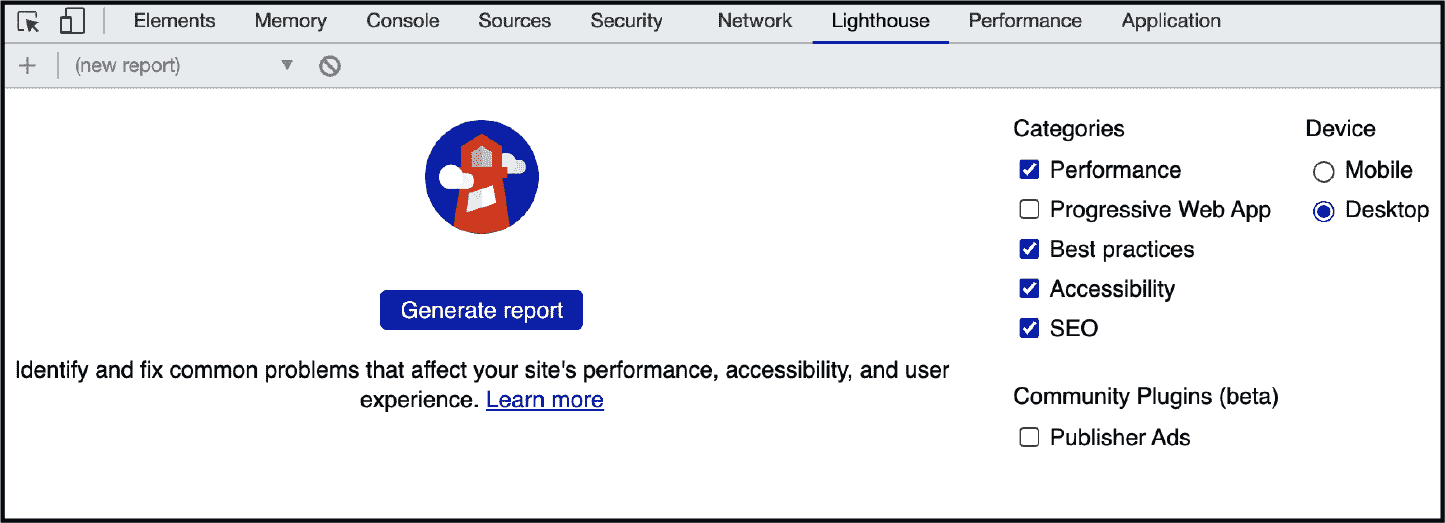 Elements Memory Console Sources Security Network Lighthouse Performance Application
(new report)
Generate report
Identify and fix common problems that affect your site's performance, accessibility, and user
experience. Learn more
Categories
Performance
Progressive Web App
Best practices
Accessibility
SEO
Community Plugins (beta)
Publisher Ads
Device
Mobile
Desktop